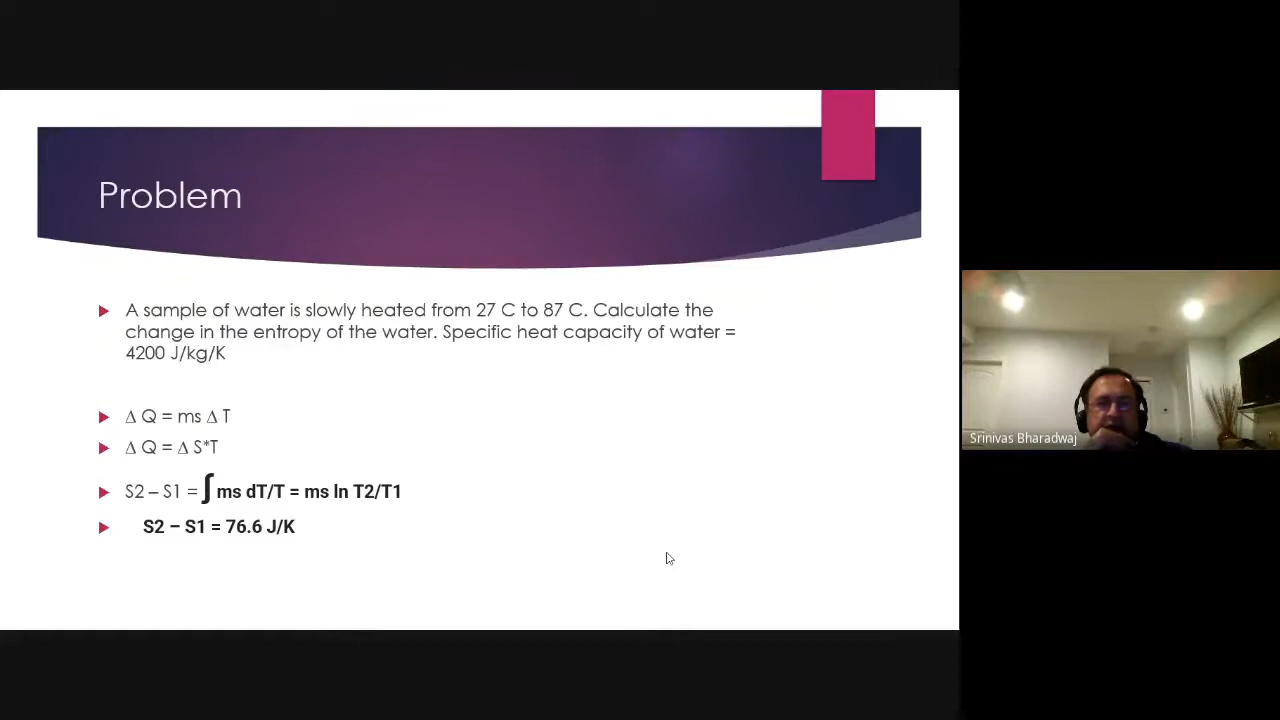 Problem
A sample of water is slowly heated from 27 C to 87 C. Calculate the
change in the entropy of the water. Specific heat capacity of water =
4200 J/kg/K
∆ Q = ms ∆ T
∆ Q = ∆ S*T
S2 – S1 = ∫ ms dT/T = ms ln T2/T1
S2 – S1 = 76.6 J/K
Srinivas Bharadwaj